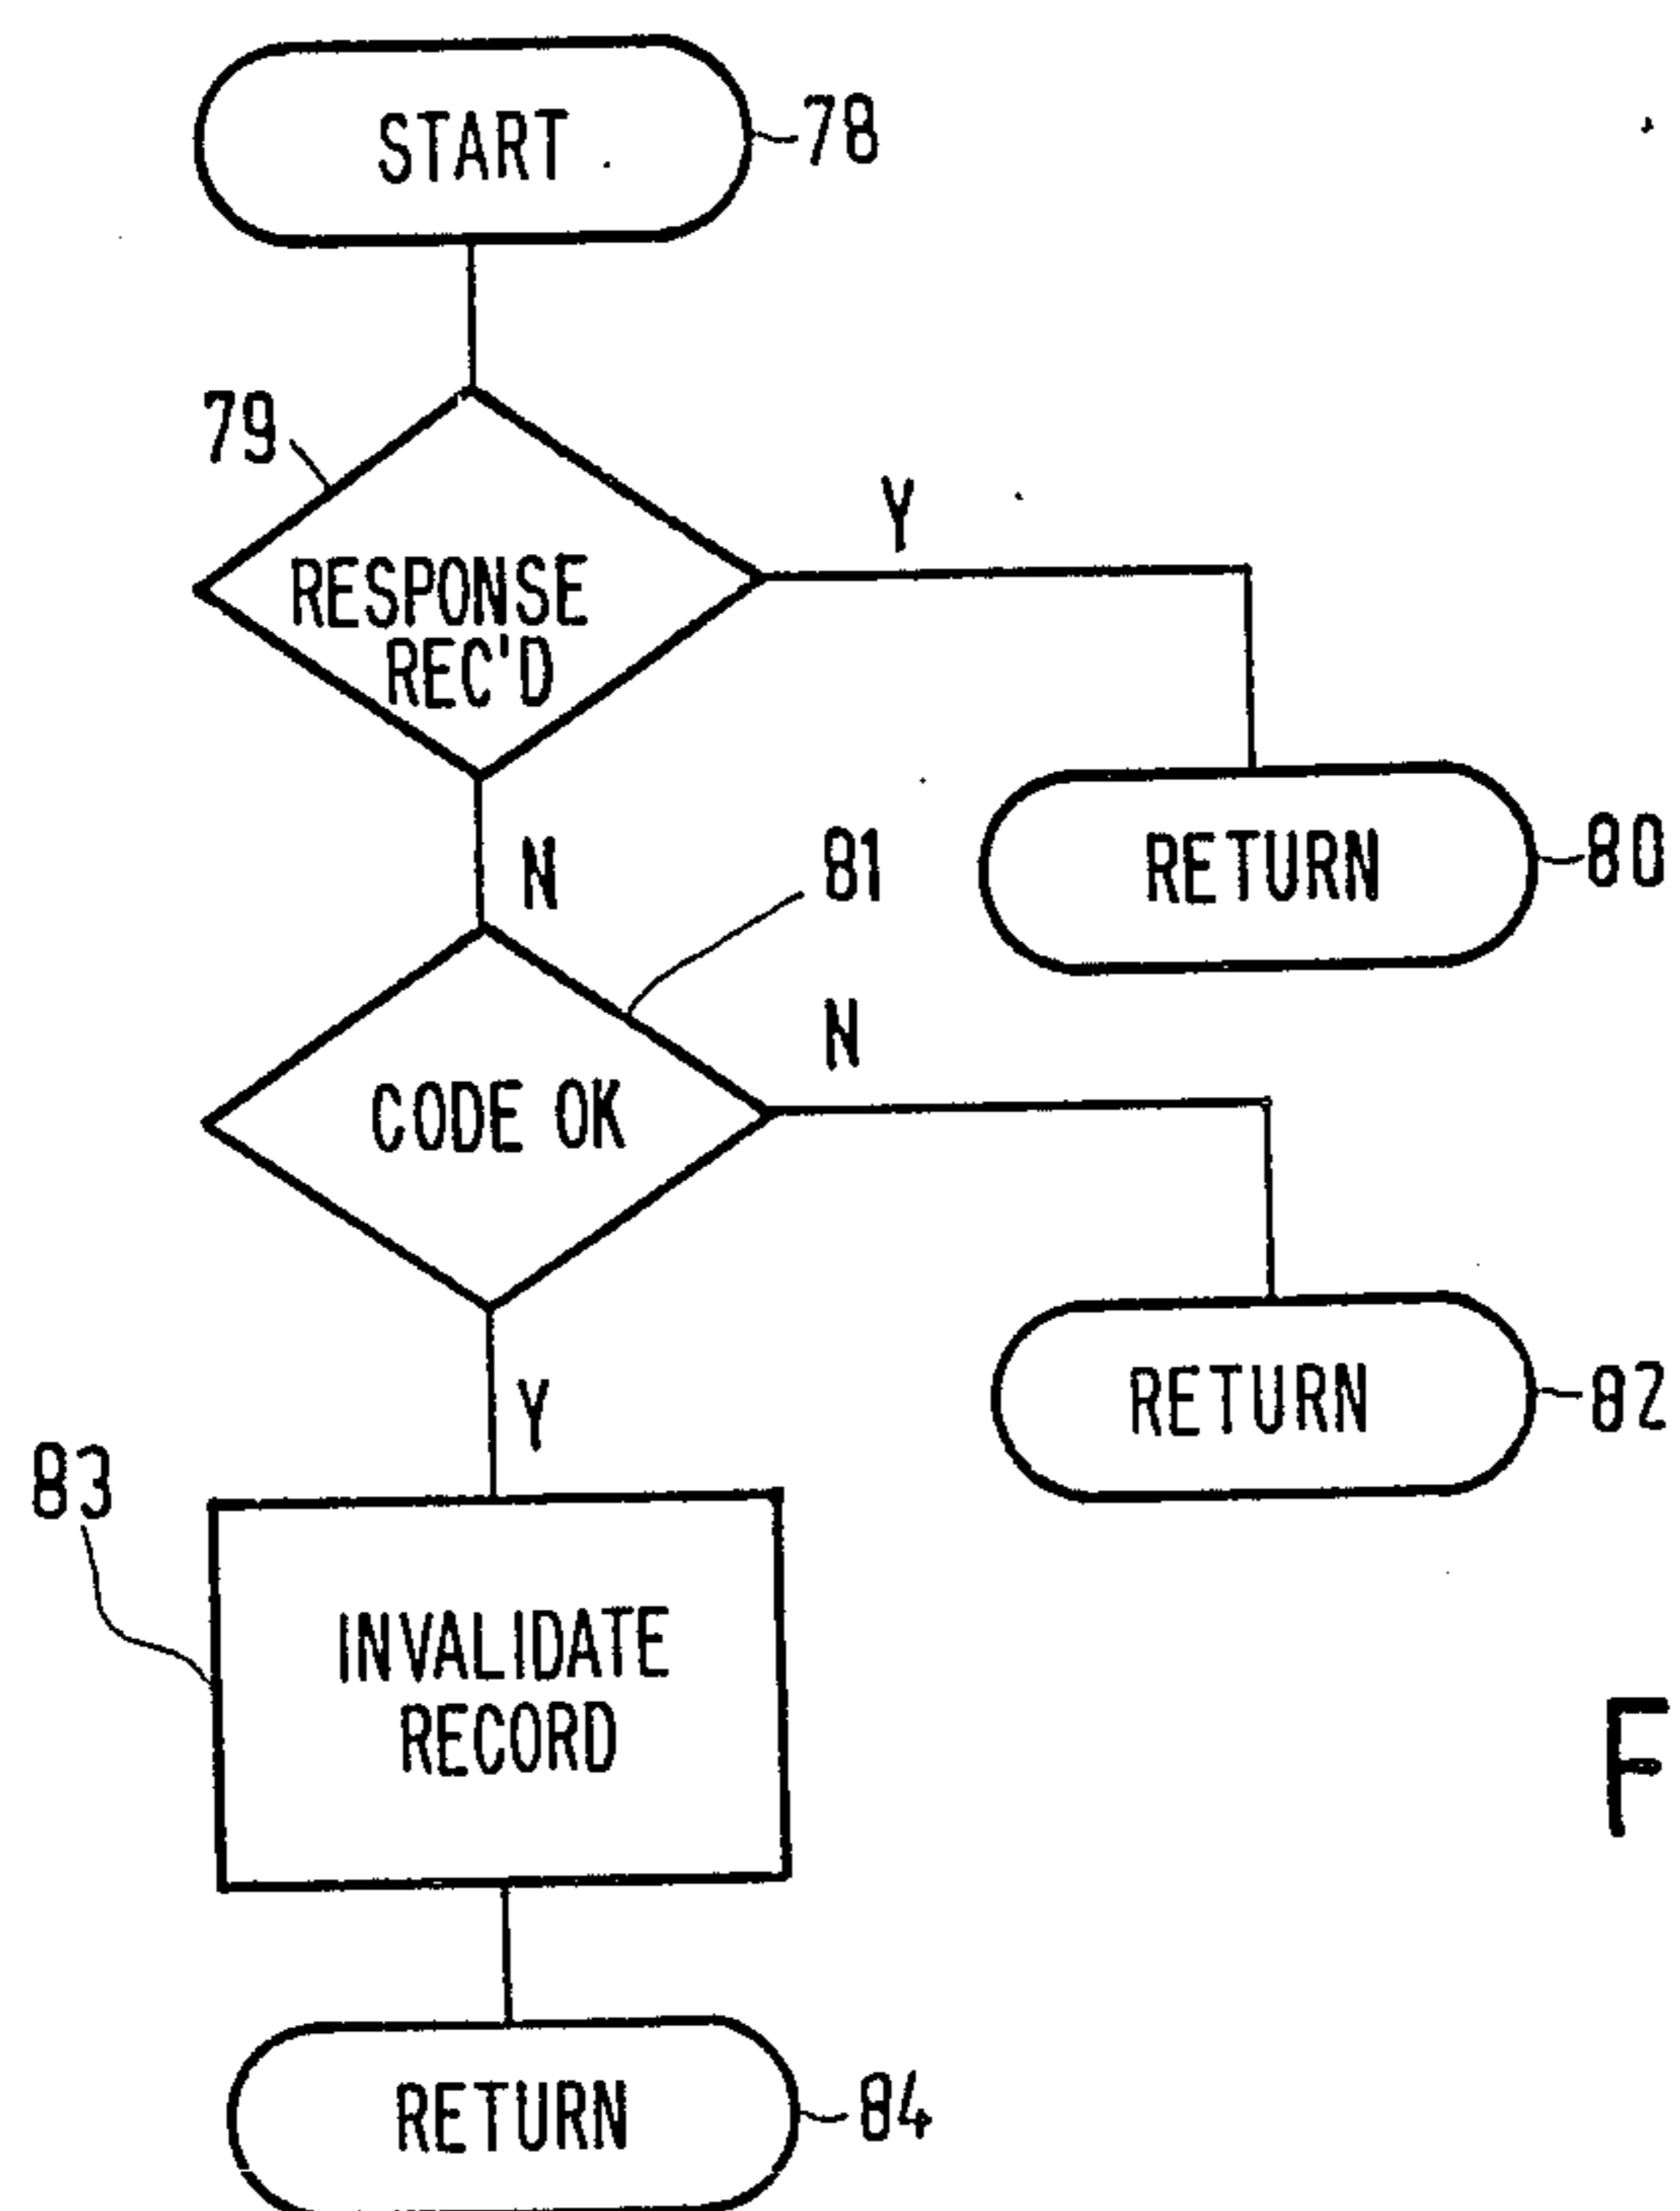 START
78
79
RESPONSE
REC'D
Y
N
RETURN
80
81
CODE OK
N
RETURN
82
Y
83
INVALIDATE
RECORD
F
RETURN
84